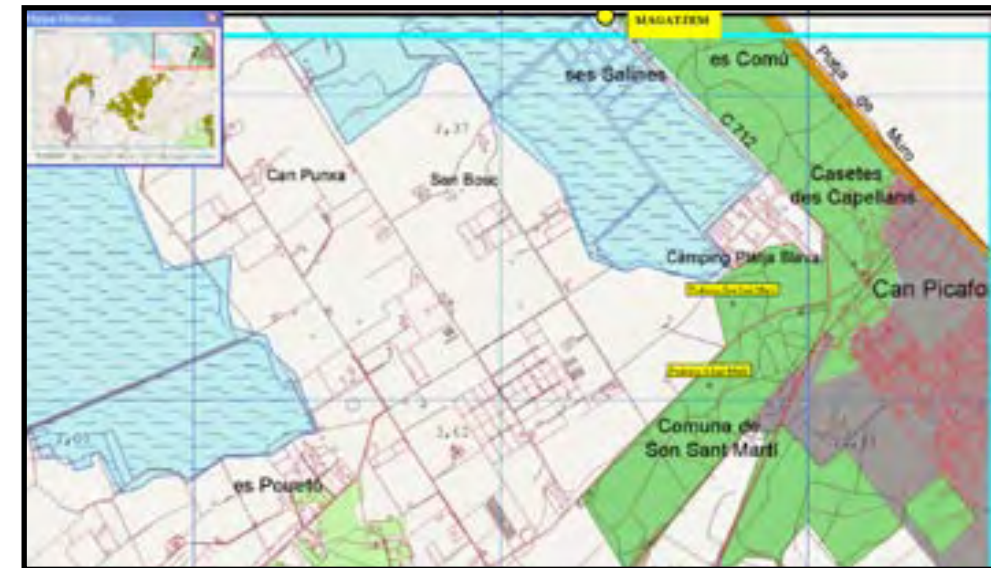 MAGATZEM
es Comú
Platja de Muro
ses Salines
C 712
Can Punxa
Son Bosc
Casetes
des Capellans
Càmping Platja Blava
Can Picafo
Comuna de
Son Sant Martí
es Pouetó